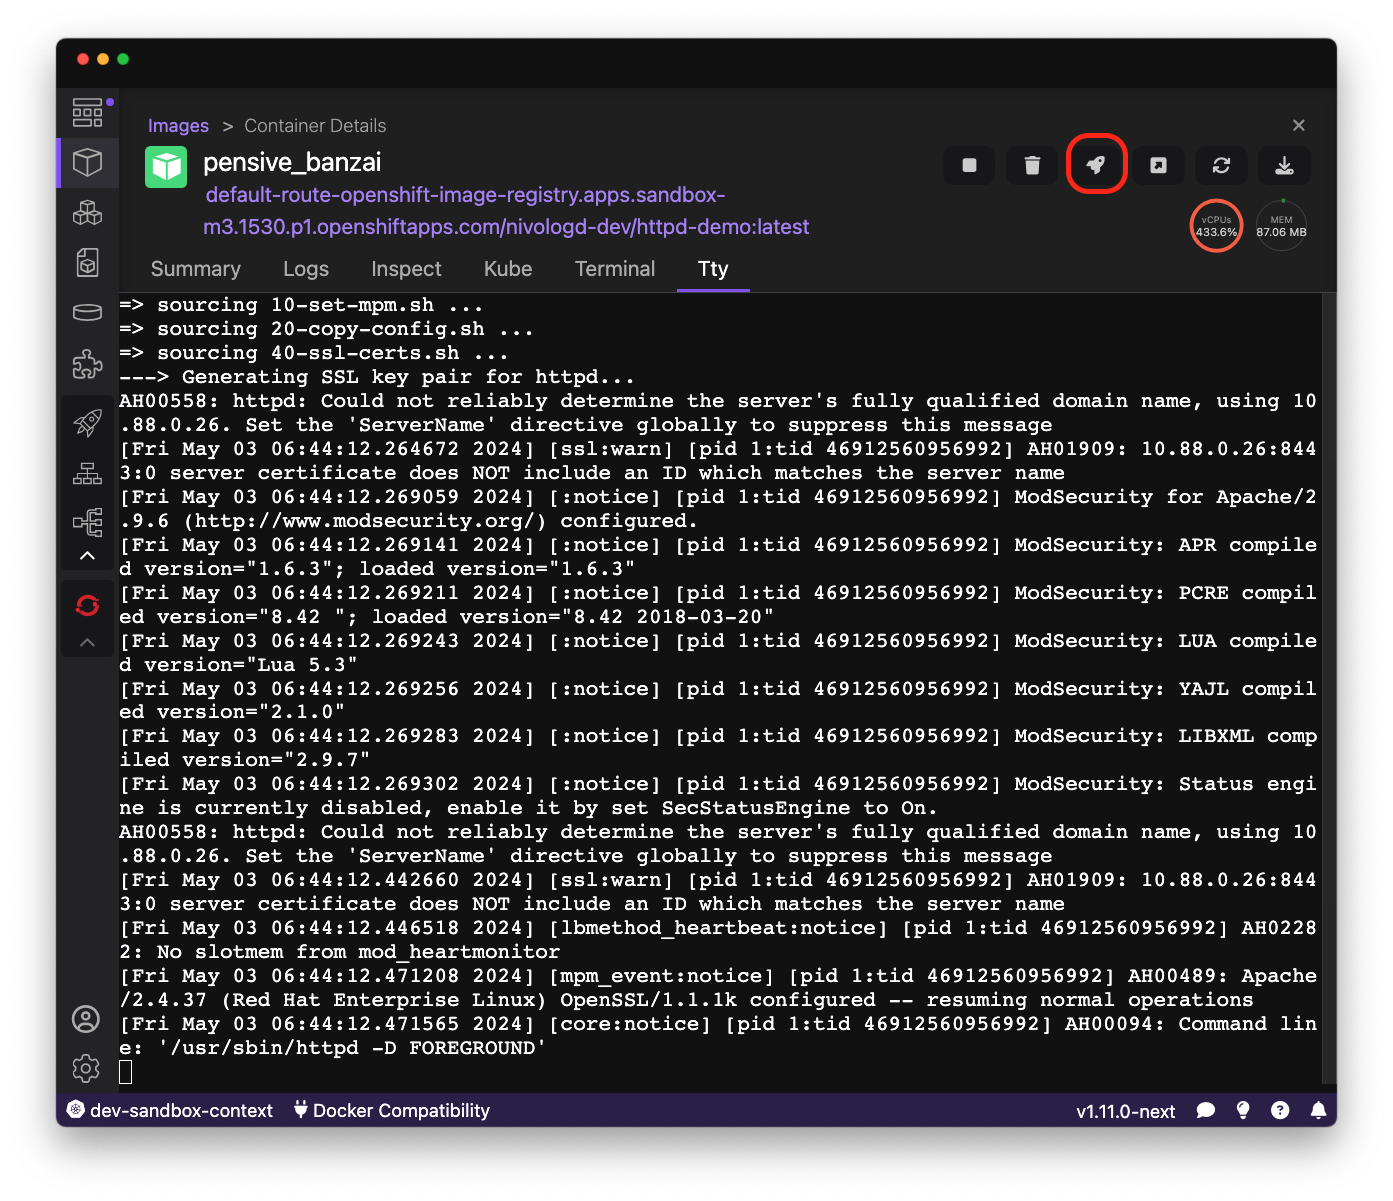 Images > Container Details
pensive_banzai
default-route-openshift-image-registry.apps.sandbox-
m3.1530.p1.openshiftapps.com/nivologd-dev/httpd-demo:latest
vCPUs
433.6%
MEM
87.06 MB
Summary Logs Inspect Kube Terminal Tty
=> sourcing 10-set-mpm.sh ...
=> sourcing 20-copy-config.sh ...
=> sourcing 40-ssl-certs.sh ...
---> Generating SSL key pair for httpd...
AH00558: httpd: Could not reliably determine the server's fully qualified domain name, using 10
.88.0.26. Set the 'ServerName' directive globally to suppress this message
[Fri May 03 06:44:12.264672 2024] [ssl:warn] [pid 1:tid 46912560956992] AH01909: 10.88.0.26:844
3:0 server certificate does NOT include an ID which matches the server name
[Fri May 03 06:44:12.269059 2024] [:notice] [pid 1:tid 46912560956992] ModSecurity for Apache/2
.9.6 (http://www.modsecurity.org/) configured.
[Fri May 03 06:44:12.269141 2024] [:notice] [pid 1:tid 46912560956992] ModSecurity: APR compile
d version="1.6.3"; loaded version="1.6.3"
[Fri May 03 06:44:12.269211 2024] [:notice] [pid 1:tid 46912560956992] ModSecurity: PCRE compil
ed version="8.42 "; loaded version="8.42 2018-03-20"
[Fri May 03 06:44:12.269243 2024] [:notice] [pid 1:tid 46912560956992] ModSecurity: LUA compile
d version="Lua 5.3"
[Fri May 03 06:44:12.269256 2024] [:notice] [pid 1:tid 46912560956992] ModSecurity: YAJL compil
ed version="2.1.0"
[Fri May 03 06:44:12.269283 2024] [:notice] [pid 1:tid 46912560956992] ModSecurity: LIBXML comp
iled version="2.9.7"
[Fri May 03 06:44:12.269302 2024] [:notice] [pid 1:tid 46912560956992] ModSecurity: Status engi
ne is currently disabled, enable it by set SecStatusEngine to On.
AH00558: httpd: Could not reliably determine the server's fully qualified domain name, using 10
.88.0.26. Set the 'ServerName' directive globally to suppress this message
[Fri May 03 06:44:12.442660 2024] [ssl:warn] [pid 1:tid 46912560956992] AH01909: 10.88.0.26:844
3:0 server certificate does NOT include an ID which matches the server name
[Fri May 03 06:44:12.446518 2024] [lbmethod_heartbeat:notice] [pid 1:tid 46912560956992] AH0228
2: No slotmem from mod_heartmonitor
[Fri May 03 06:44:12.471208 2024] [mpm_event:notice] [pid 1:tid 46912560956992] AH00489: Apache
/2.4.37 (Red Hat Enterprise Linux) OpenSSL/1.1.1k configured -- resuming normal operations
[Fri May 03 06:44:12.471565 2024] [core:notice] [pid 1:tid 46912560956992] AH00094: Command lin
e: '/usr/sbin/httpd -D FOREGROUND'
dev-sandbox-context Docker Compatibility v1.11.0-next